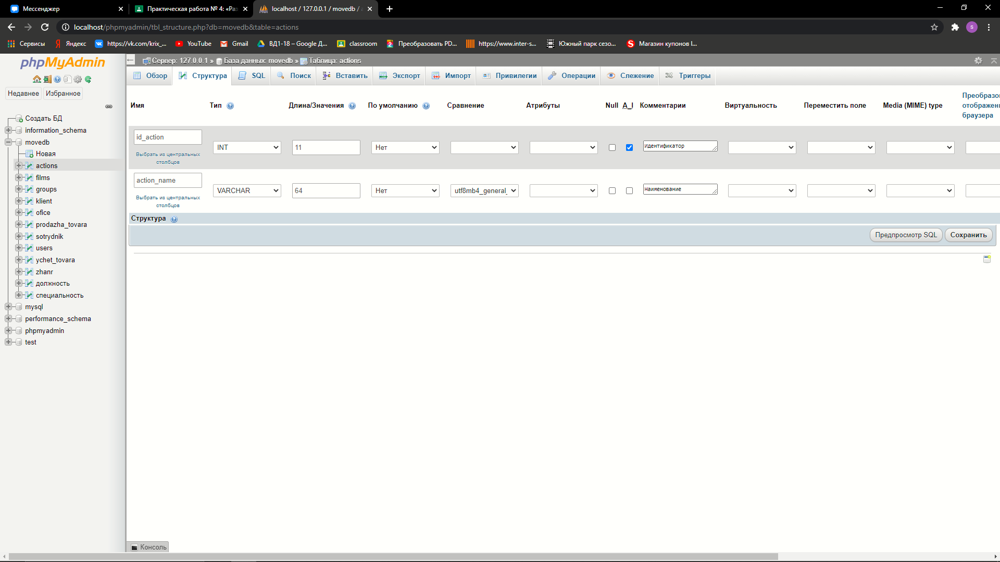 Мессенджер
Практическая работа № 4: «Раз
localhost / 127.0.0.1 / movedb / a
localhost/phpmyadmin/tbl_structure.php?db=movedb&table=actions
S
Сервисы
Яндекс
https://vk.com/krix_...
YouTube
Gmail
ВД1-18 – Google Д...
classroom
Преобразовать PD...
https://www.inter-s...
Южный парк сезо...
Магазин купонов l...
phpMyAdmin
Недавнее
Избранное
Создать БД
information_schema
movedb
Новая
actions
films
groups
klient
ofice
prodazha_tovara
sotrydnik
users
ychet_tovara
zhanr
должность
специальность
mysql
performance_schema
phpmyadmin
test
Сервер: 127.0.0.1 » База данных: movedb » Таблица: actions
Обзор
Структура
SQL
Поиск
Вставить
Экспорт
Импорт
Привилегии
Операции
Слежение
Триггеры
Имя
Тип
Длина/Значения
По умолчанию
Сравнение
Атрибуты
Null
A_I
Комментарии
Виртуальность
Переместить поле
Media (MIME) type
Преобразо
отображени
браузера
id_action
Выбрать из центральных
столбцов
INT
11
Нет
Идентификатор
action_name
Выбрать из центральных
столбцов
VARCHAR
64
Нет
utf8mb4_general_
Наименование
Структура
Предпросмотр SQL
Сохранить
Консоль